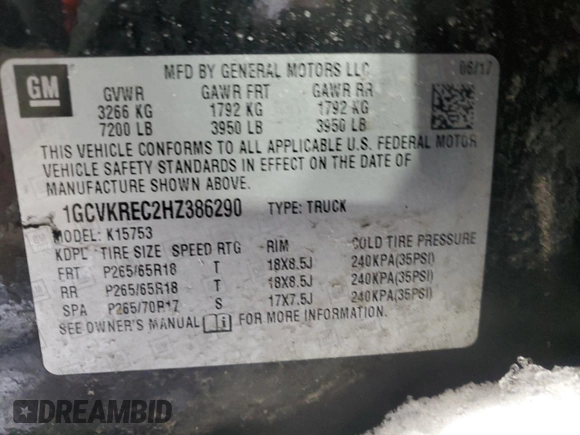 GM
MFD BY GENERAL MOTORS LLC 06/17
GVWR GAWR FRT GAWR RR
3266 KG 1792 KG 1792 KG
7200 LB 3950 LB 3950 LB
THIS VEHICLE CONFORMS TO ALL APPLICABLE U.S. FEDERAL MOTOR
VEHICLE SAFETY STANDARDS IN EFFECT ON THE DATE OF
MANUFACTURE SHOWN ABOVE.
1GCVKREC2HZ386290 TYPE: TRUCK
MODEL: K15753
KDPL TIRE SIZE SPEED RTG RIM COLD TIRE PRESSURE
FRT P265/65R18 T 18X8.5J 240KPA(35PSI)
RR P265/65R18 T 18X8.5J 240KPA(35PSI)
SPA P265/70R17 S 17X7.5J 240KPA(35PSI)
SEE OWNER'S MANUAL FOR MORE INFORMATION.
DREAMBID